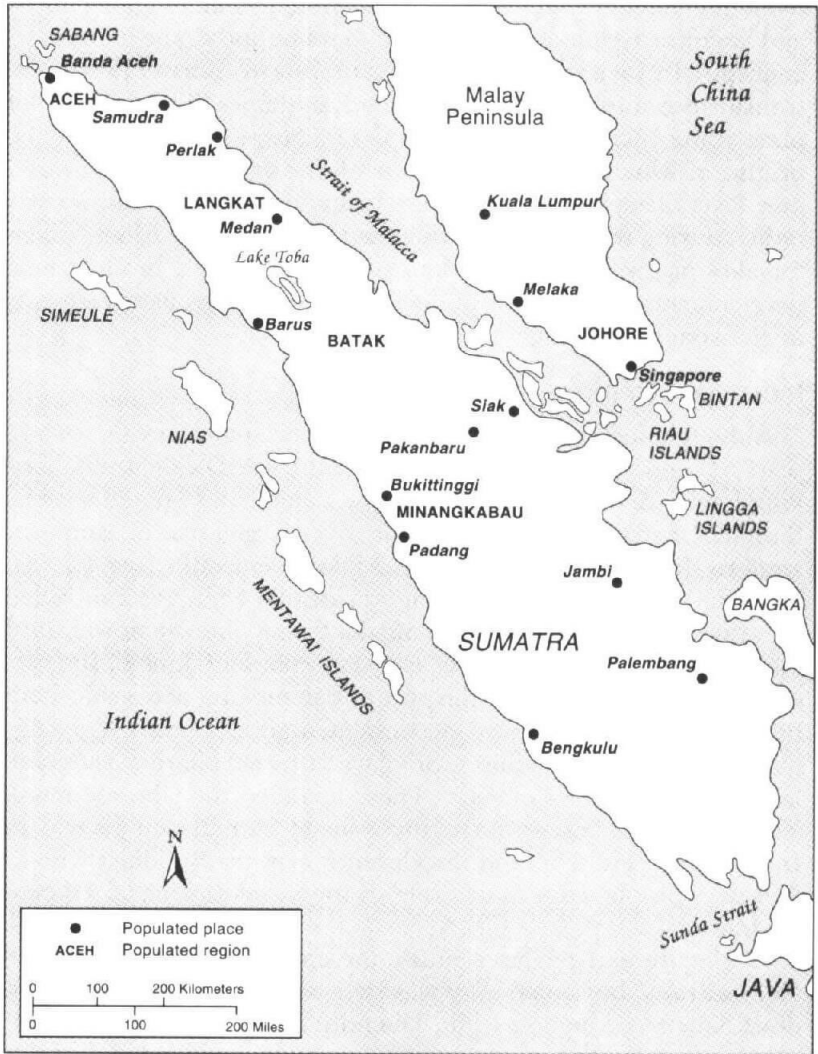 SABANG
Banda Aceh
ACEH
Samudra
Perlak
LANGKAT
Medan
Lake Toba
SIMEULE
Barus
BATAK
NIAS
Strait of Malacca
Malay
Peninsula
South
China
Sea
Kuala Lumpur
Melaka
JOHORE
Singapore
BINTAN
RIAU
ISLANDS
Siak
Pakanbaru
Bukittinggi
MINANGKABAU
Padang
LINGGA
ISLANDS
Jambi
BANGKA
MENTAWAI ISLANDS
SUMATRA
Palembang
Indian Ocean
Bengkulu
N
Sunda Strait
JAVA
Populated place
ACEH Populated region
0 100 200 Kilometers
0 100 200 Miles